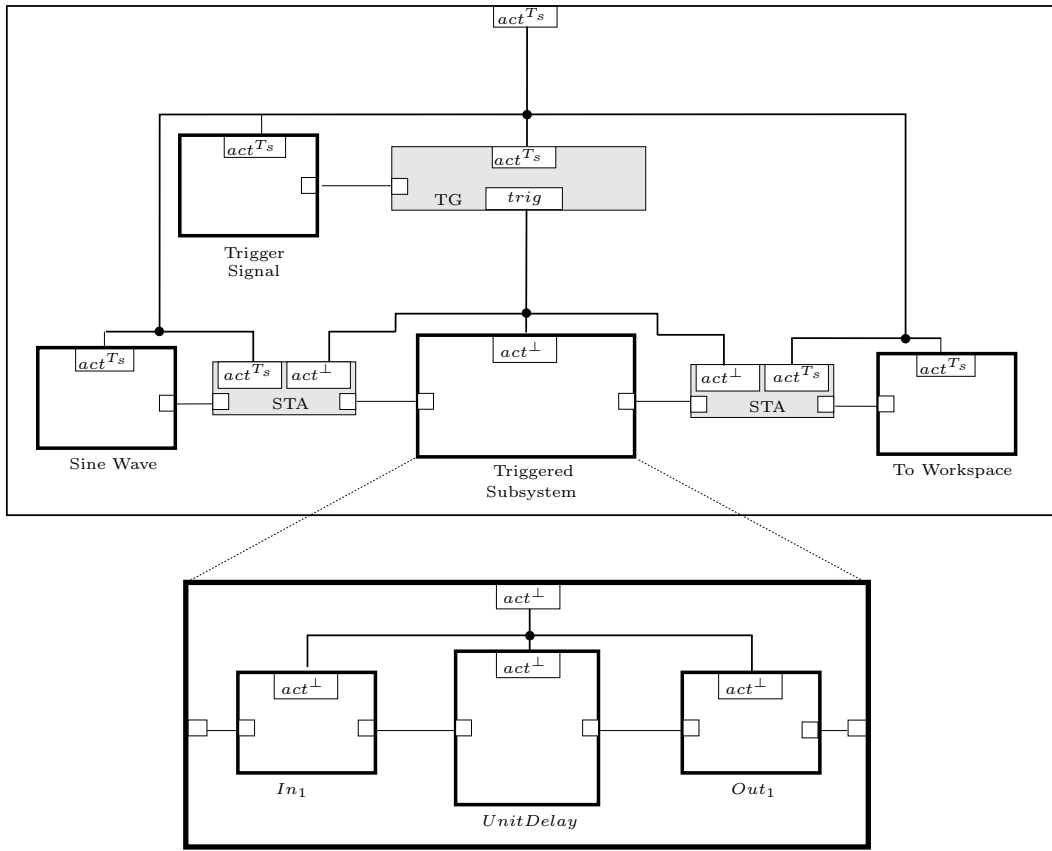 act^{T_s}
act^{T_s}
act^{T_s}
TG
trig
Trigger
Signal
act^{T_s}
act^{T_s}
act^⊥
STA
act^⊥
act^⊥
act^{T_s}
STA
act^{T_s}
Sine Wave
Triggered
Subsystem
To Workspace
act^⊥
act^⊥
act^⊥
act^⊥
In_1
UnitDelay
Out_1